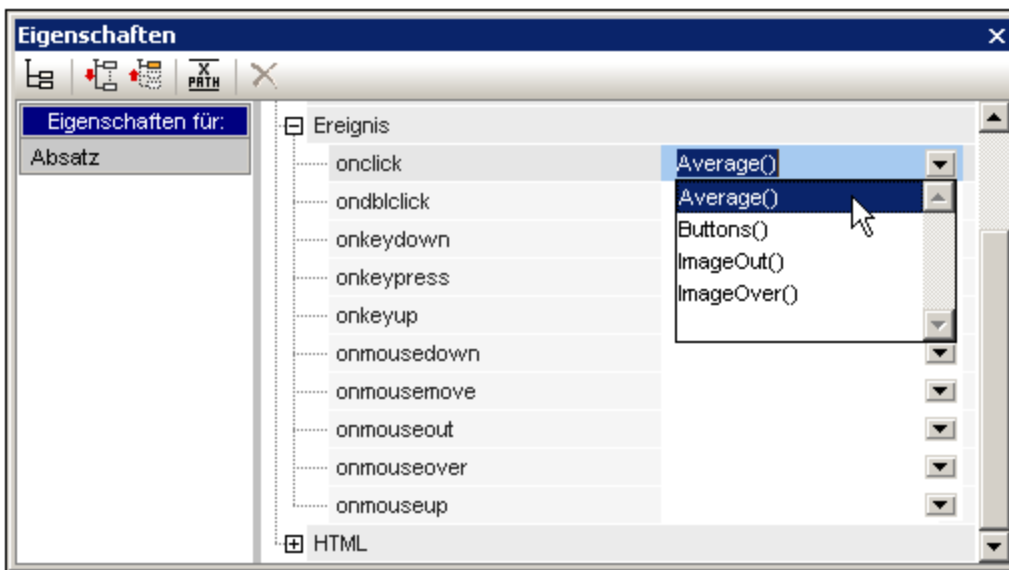 Eigenschaften
X
PATH
Eigenschaften für:
Absatz
Ereignis
onclick Average()
ondblclick Average()
onkeydown Buttons()
onkeypress ImageOut()
onkeyup ImageOver()
onmousedown
onmousemove
onmouseout
onmouseover
onmouseup
HTML